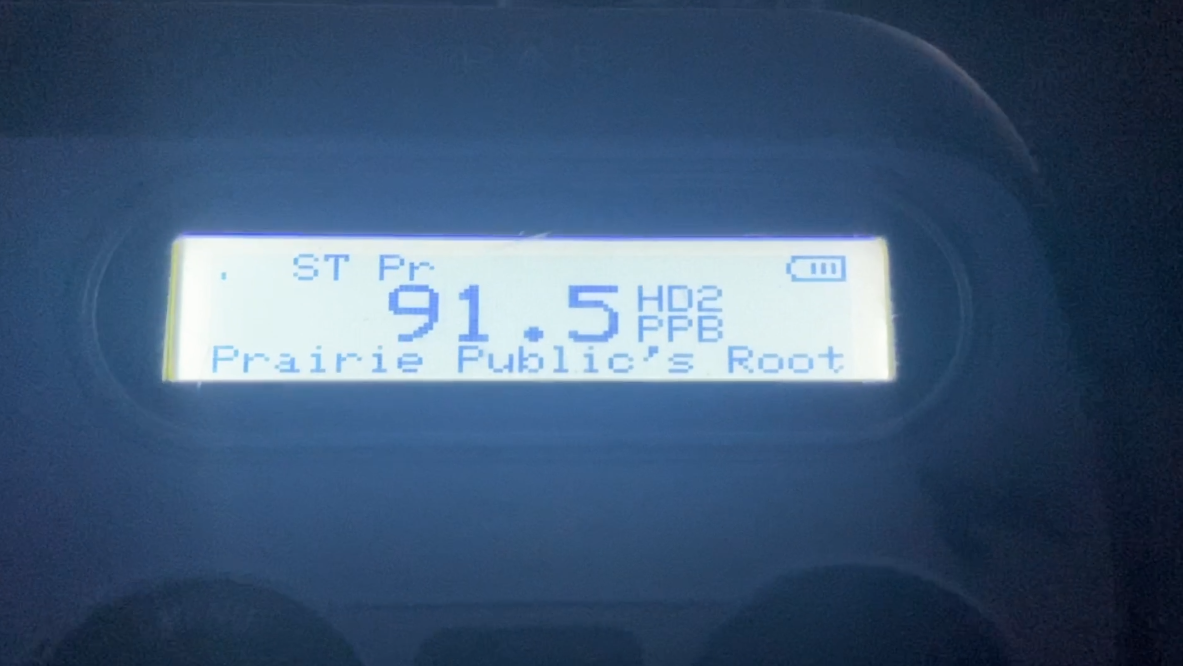 ST Pr
91.5 HD2
PPB
Prairie Public's Root